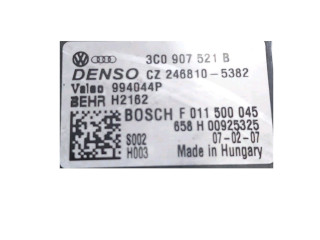 3C0 907 521 B
DENSO CZ 246810-5382
Valeo 994044P
BEHR H2162
BOSCH F 011 500 045
658 H 00925325
S002 07-02-07
H003 Made in Hungary